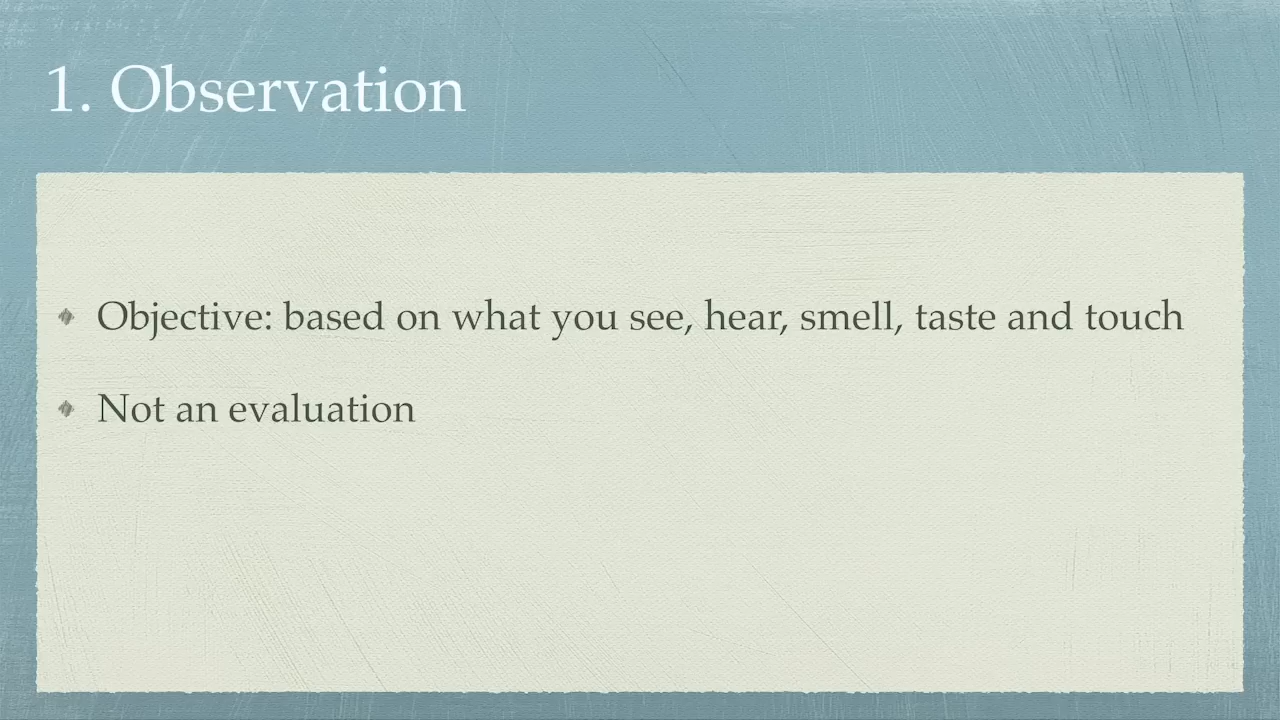 1. Observation
Objective: based on what you see, hear, smell, taste and touch
Not an evaluation